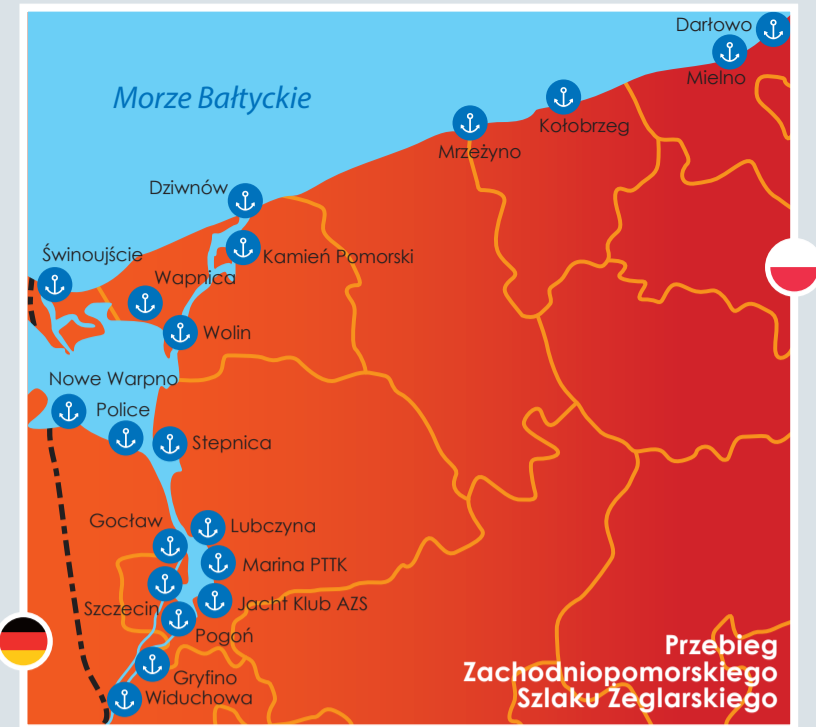 Darłowo
Morze Bałtyckie
Mielno
Kołobrzeg
Mrzeżyno
Dziwnów
Świnoujście
Kamień Pomorski
Wapnica
Wolin
Nowe Warpno
Police
Stepnica
Gocław
Lubczyna
Marina PTTK
Szczecin
Jacht Klub AZS
Pogoń
Gryfino
Widuchowa
Przebieg
Zachodniopomorskiego
Szlaku Żeglarskiego